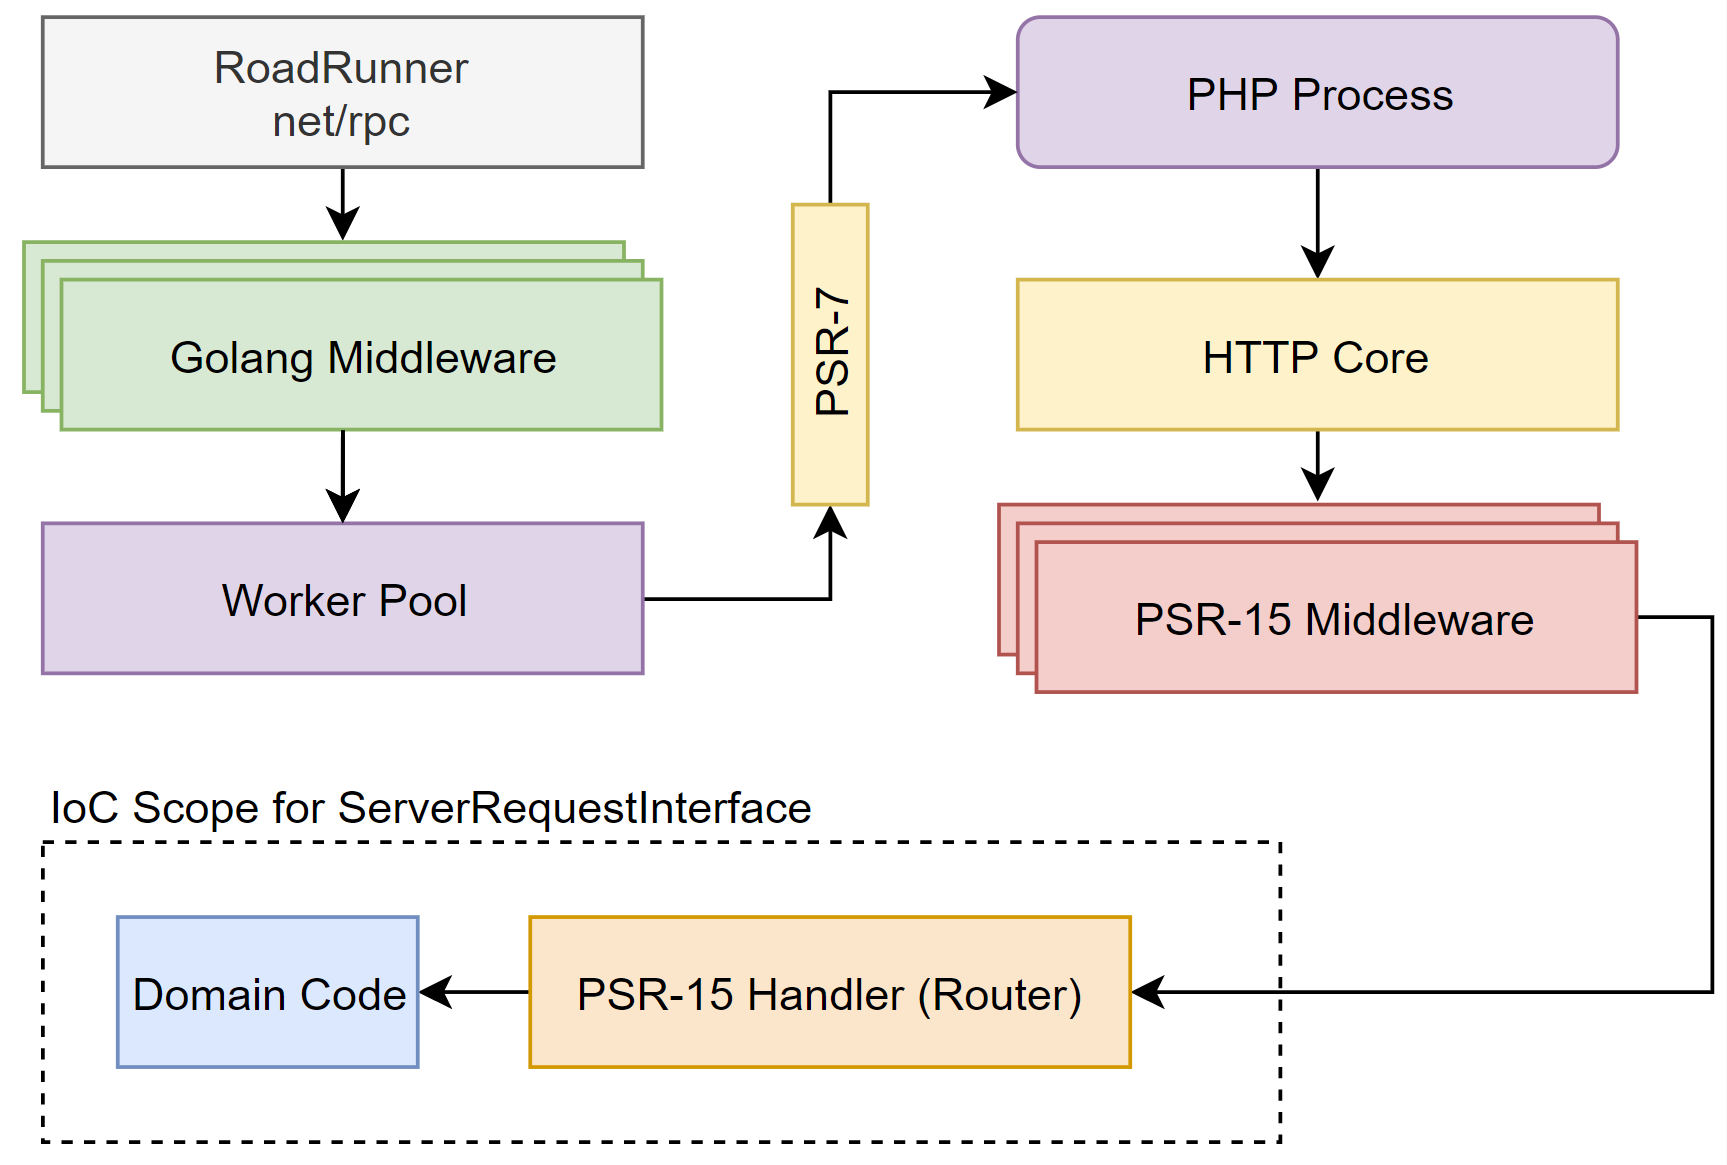 RoadRunner
net/rpc
Golang Middleware
Worker Pool
PSR-7
PHP Process
HTTP Core
PSR-15 Middleware
IoC Scope for ServerRequestInterface
Domain Code
PSR-15 Handler (Router)